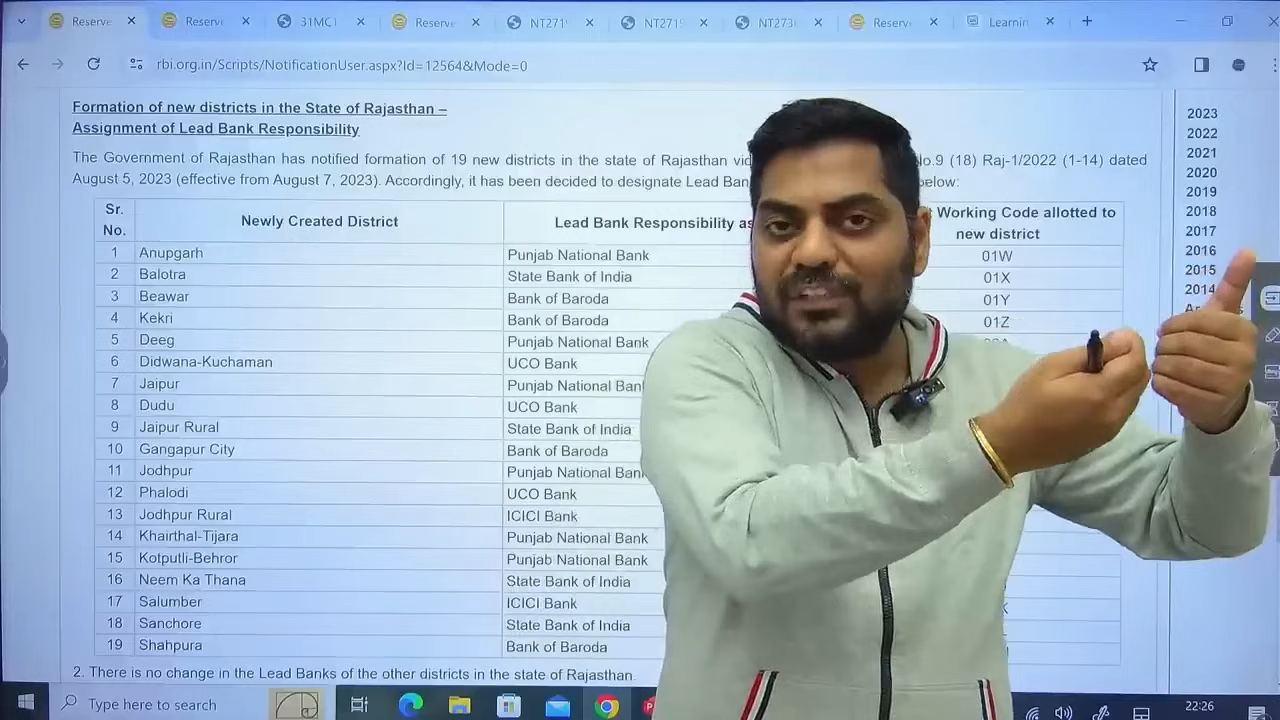 Reserve
Reserve
31MC
Reserve
NT271
NT2719
NT273
Reserve
Learnin
rbi.org.in/Scripts/NotificationUser.aspx?Id=12564&Mode=0
Formation of new districts in the State of Rajasthan –
Assignment of Lead Bank Responsibility
The Government of Rajasthan has notified formation of 19 new districts in the state of Rajasthan No.9 (18) Raj-1/2022 (1-14) dated
August 5, 2023 (effective from August 7, 2023). Accordingly, it has been decided to designate Lead below:
Sr. No. Newly Created District Lead Bank Responsibility Working Code allotted to new district
1 Anupgarh Punjab National Bank 01W
2 Balotra State Bank of India 01X
3 Beawar Bank of Baroda 01Y
4 Kekri Bank of Baroda 01Z
5 Deeg Punjab National Bank
6 Didwana-Kuchaman UCO Bank
7 Jaipur Punjab National Ban
8 Dudu UCO Bank
9 Jaipur Rural State Bank of India
10 Gangapur City Bank of Baroda
11 Jodhpur Punjab National Ban
12 Phalodi UCO Bank
13 Jodhpur Rural ICICI Bank
14 Khairthal-Tijara Punjab National Bank
15 Kotputli-Behror Punjab National Bank
16 Neem Ka Thana State Bank of India
17 Salumber ICICI Bank
18 Sanchore State Bank of India
19 Shahpura Bank of Baroda
2. There is no change in the Lead Banks of the other districts in the state of Rajasthan.
2023
2022
2021
2020
2019
2018
2017
2016
2015
2014
Type here to search
22:26